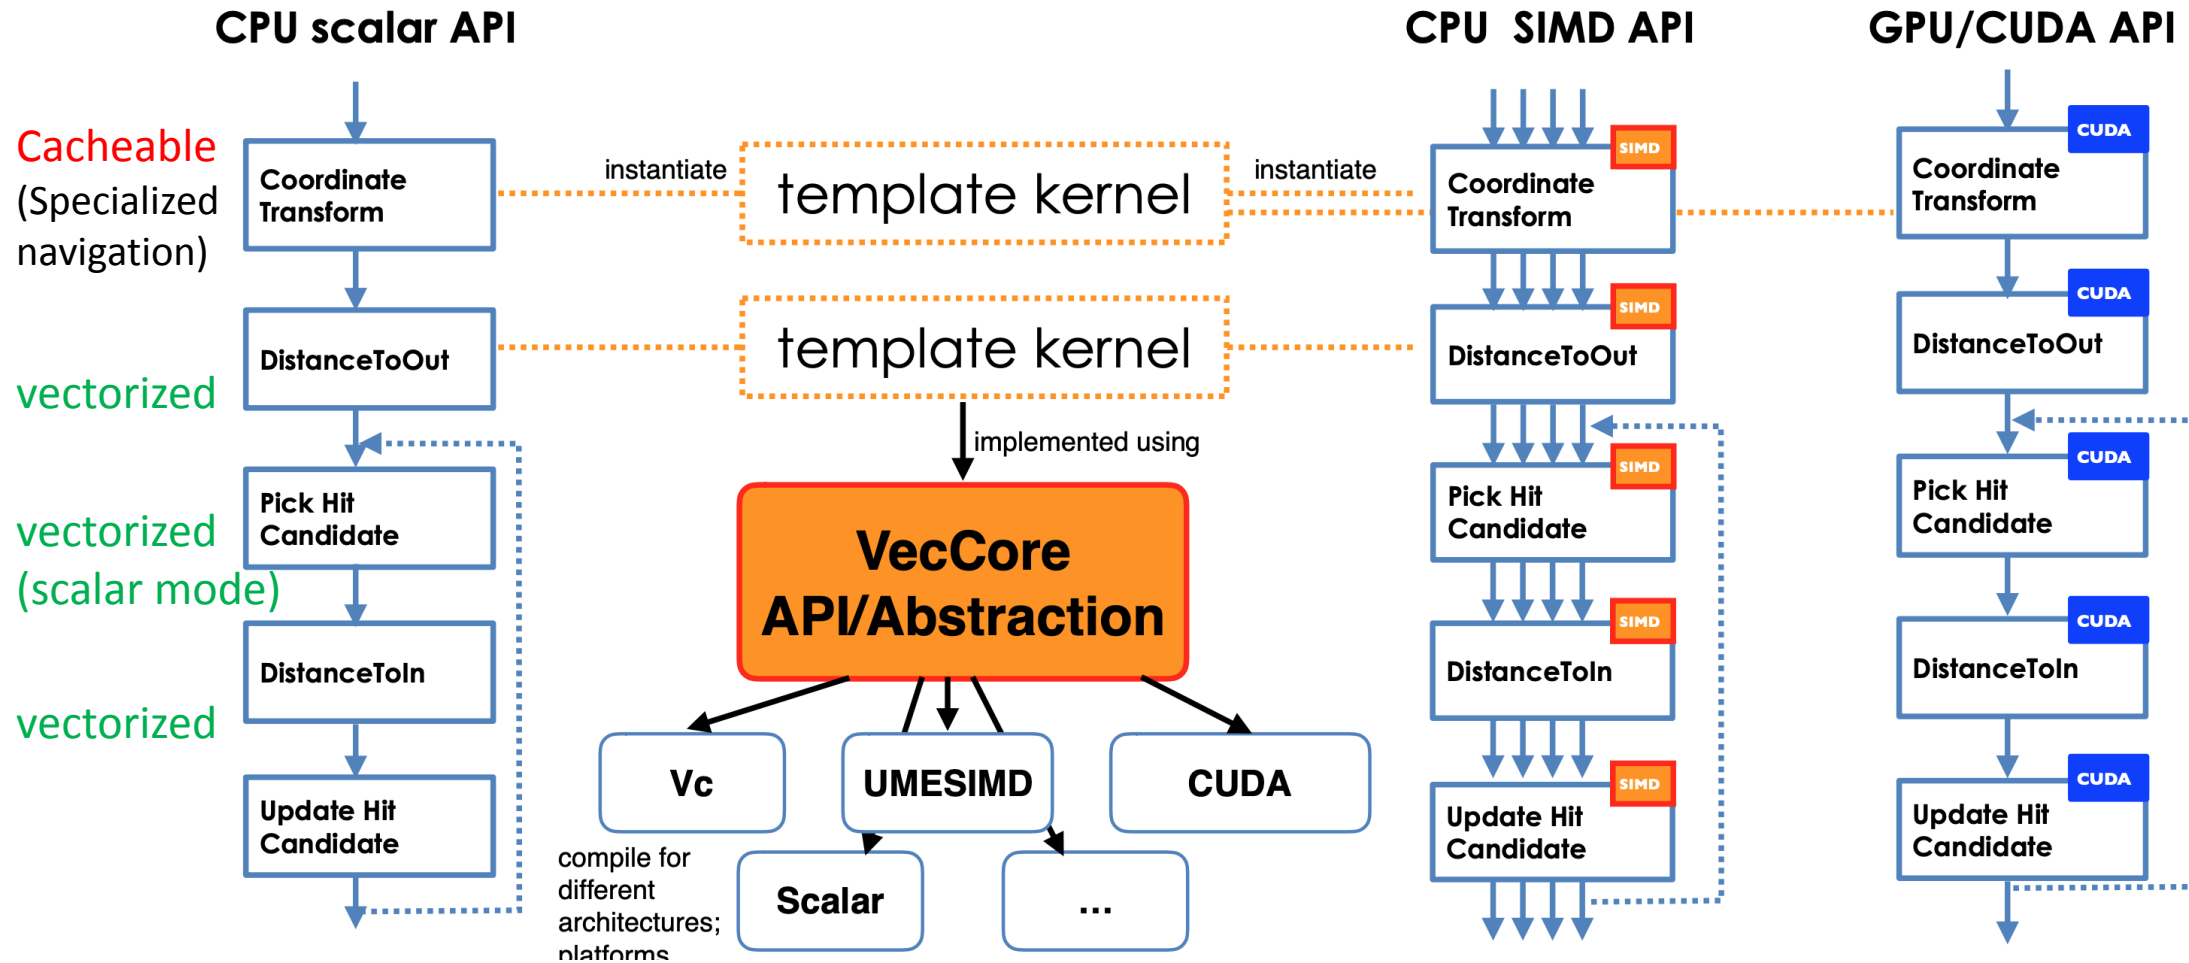 CPU scalar API
CPU SIMD API
GPU/CUDA API
Cacheable
(Specialized
navigation)
vectorized
vectorized
(scalar mode)
vectorized
Coordinate
Transform
DistanceToOut
Pick Hit
Candidate
DistanceToIn
Update Hit
Candidate
instantiate
template kernel
instantiate
template kernel
implemented using
VecCore
API/Abstraction
Vc
UMESIMD
CUDA
Scalar
...
compile for
different
architectures;
platforms
SIMD
Coordinate
Transform
SIMD
DistanceToOut
SIMD
Pick Hit
Candidate
SIMD
DistanceToIn
SIMD
Update Hit
Candidate
CUDA
Coordinate
Transform
CUDA
DistanceToOut
CUDA
Pick Hit
Candidate
CUDA
DistanceToIn
CUDA
Update Hit
Candidate